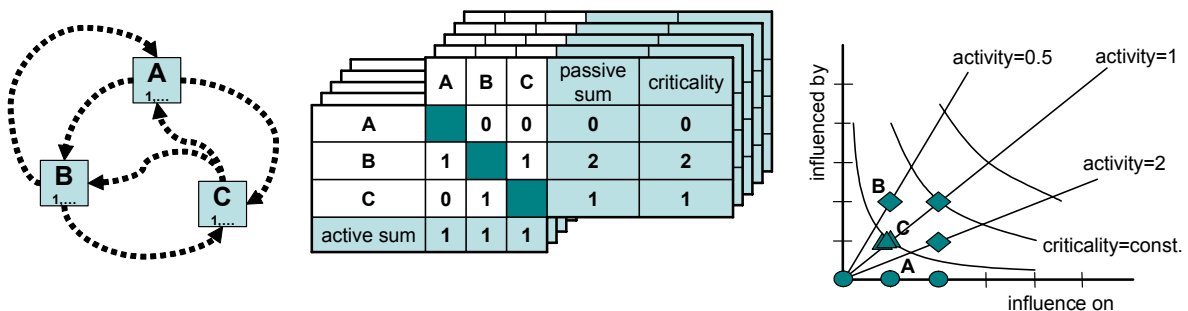 A
1,...
B
1,...
C
1,...
A B C passive sum criticality
A 0 0 0 0
B 1 1 2 2
C 0 1 1 1
active sum 1 1 1
influenced by
activity=0.5
activity=1
activity=2
B
C
A
criticality=const.
influence on